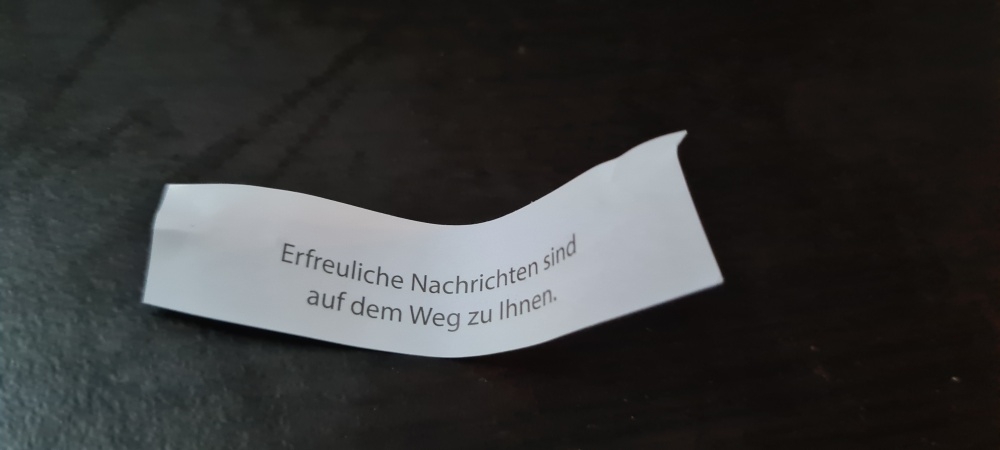 Erfreuliche Nachrichten sind
auf dem Weg zu Ihnen.